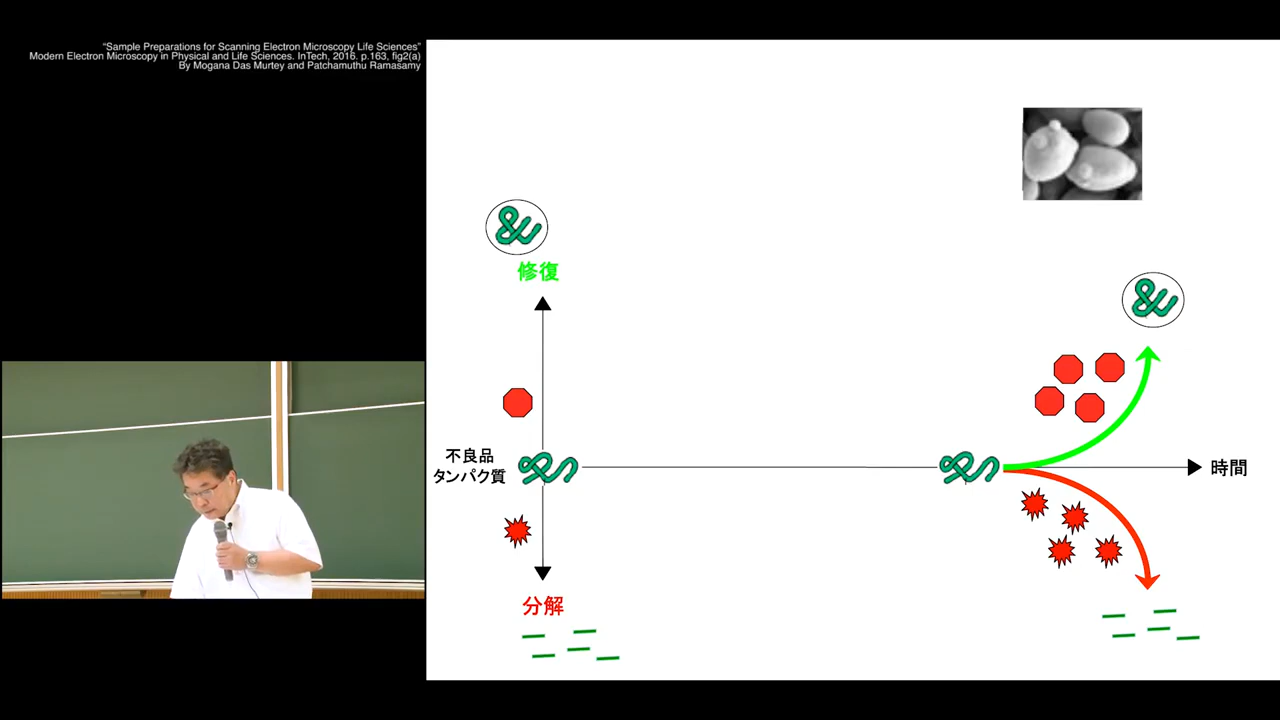 "Sample Preparations for Scanning Electron Microscopy Life Sciences"
Modern Electron Microscopy in Physical and Life Sciences. InTech, 2016. p.163, fig2(a)
By Mogana Das Murtey and Patchamuthu Ramasamy
修復
不良品
タンパク質
時間
分解